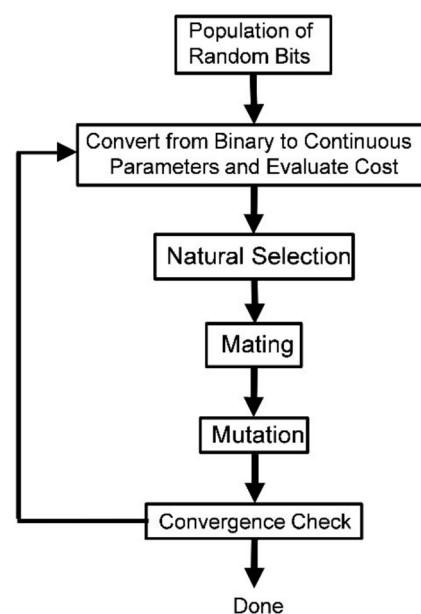 Population of
Random Bits
Convert from Binary to Continuous
Parameters and Evaluate Cost
Natural Selection
Mating
Mutation
Convergence Check
Done